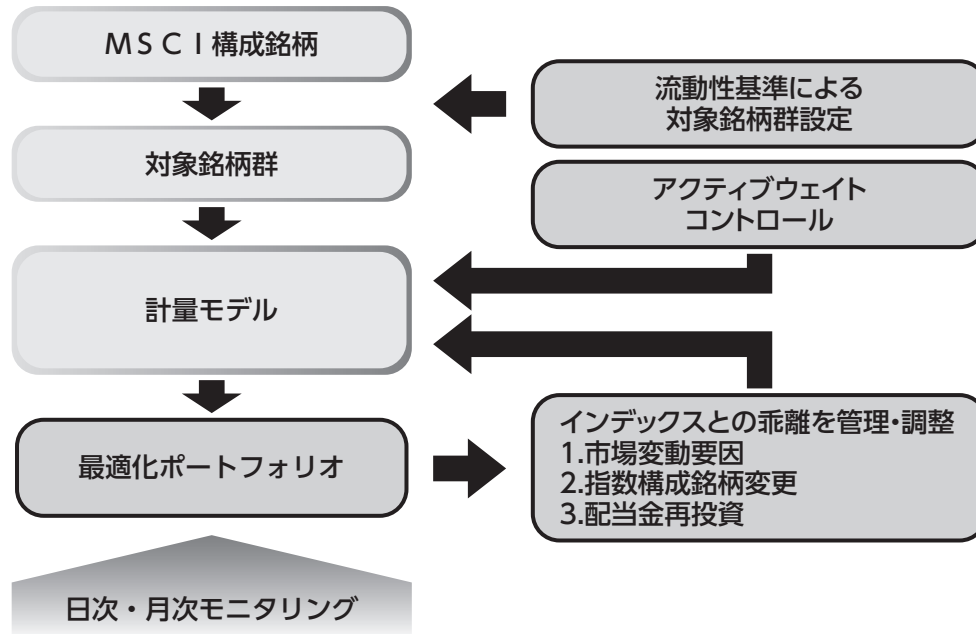 ＭＳＣＩ構成銘柄
流動性基準による
対象銘柄群設定
対象銘柄群
アクティブウェイト
コントロール
計量モデル
最適化ポートフォリオ
インデックスとの乖離を管理・調整
1.市場変動要因
2.指数構成銘柄変更
3.配当金再投資
日次・月次モニタリング